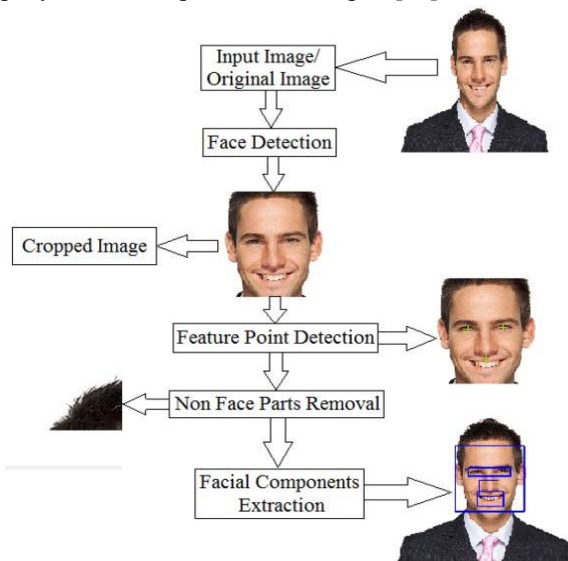 Input Image/
Original Image
Face Detection
Cropped Image
Feature Point Detection
Non Face Parts Removal
Facial Components
Extraction